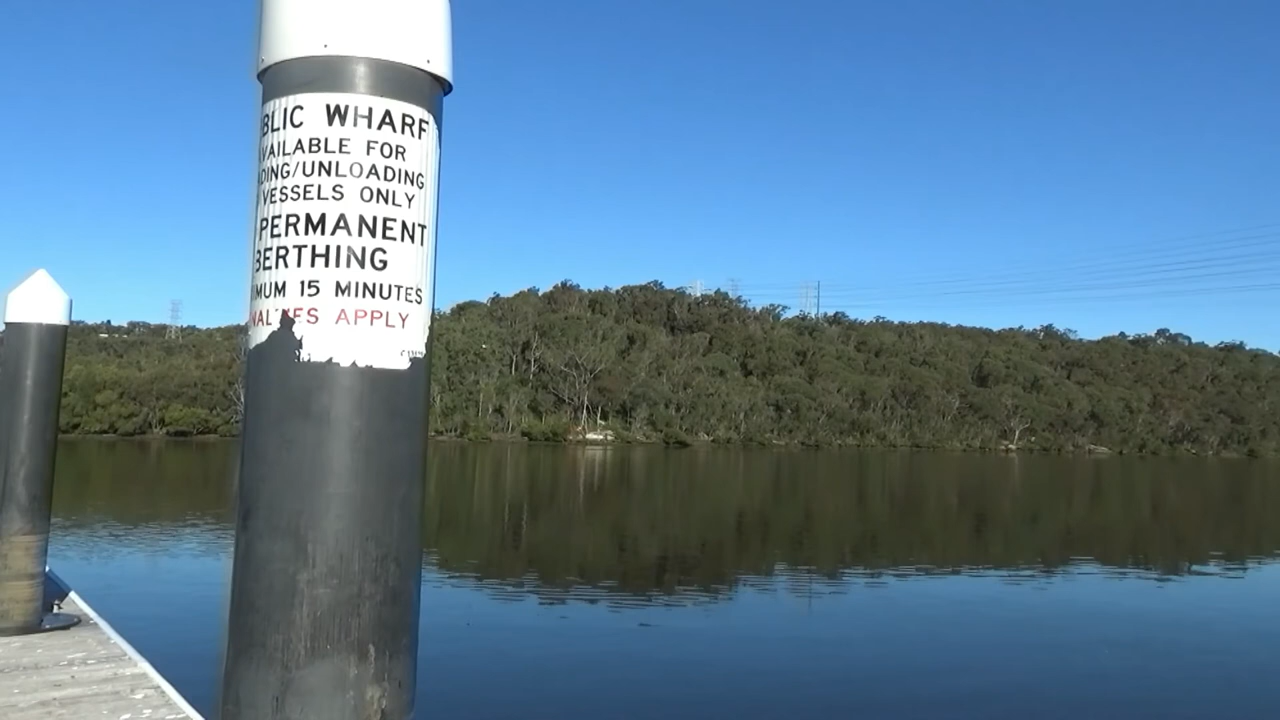 BLIC WHARF
VAILABLE FOR
DING/UNLOADING
VESSELS ONLY
PERMANENT
BERTHING
MUM 15 MINUTES
NALTIES APPLY